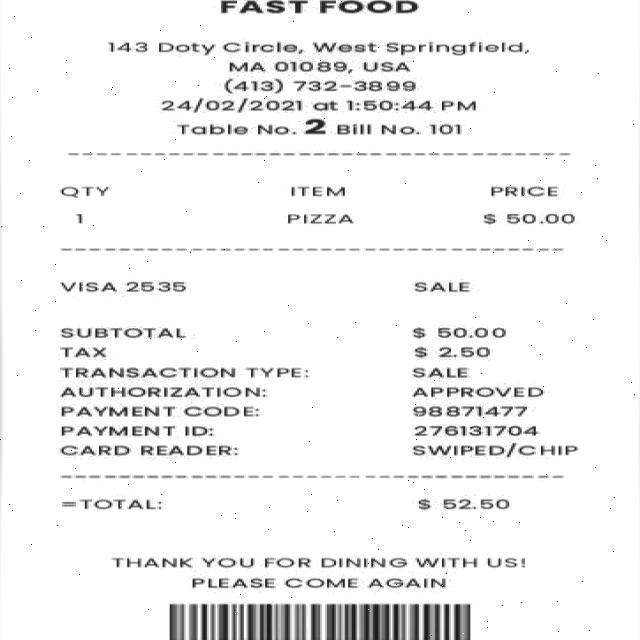 FAST FOOD
143 Doty Circle, West Springfield,
MA 01089, USA
(413) 732-3899
24/02/2021 at 1:50:44 PM
Table No. 2 Bill No. 101
QTY ITEM PRICE
1 PIZZA $ 50.00
VISA 2535 SALE
SUBTOTAL $ 50.00
TAX $ 2.50
TRANSACTION TYPE: SALE
AUTHORIZATION: APPROVED
PAYMENT CODE: 98871477
PAYMENT ID: 276131704
CARD READER: SWIPED/CHIP
=TOTAL: $ 52.50
THANK YOU FOR DINING WITH US!
PLEASE COME AGAIN